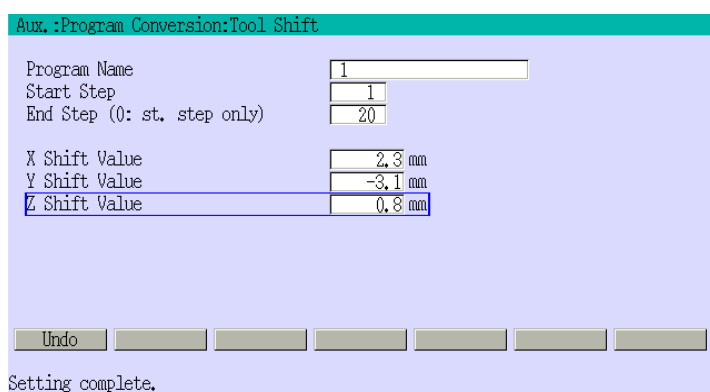 Aux.:Program Conversion:Tool Shift
Program Name 1
Start Step 1
End Step (0: st. step only) 20
X Shift Value 2.3 mm
Y Shift Value -3.1 mm
Z Shift Value 0.8 mm
Undo
Setting complete.